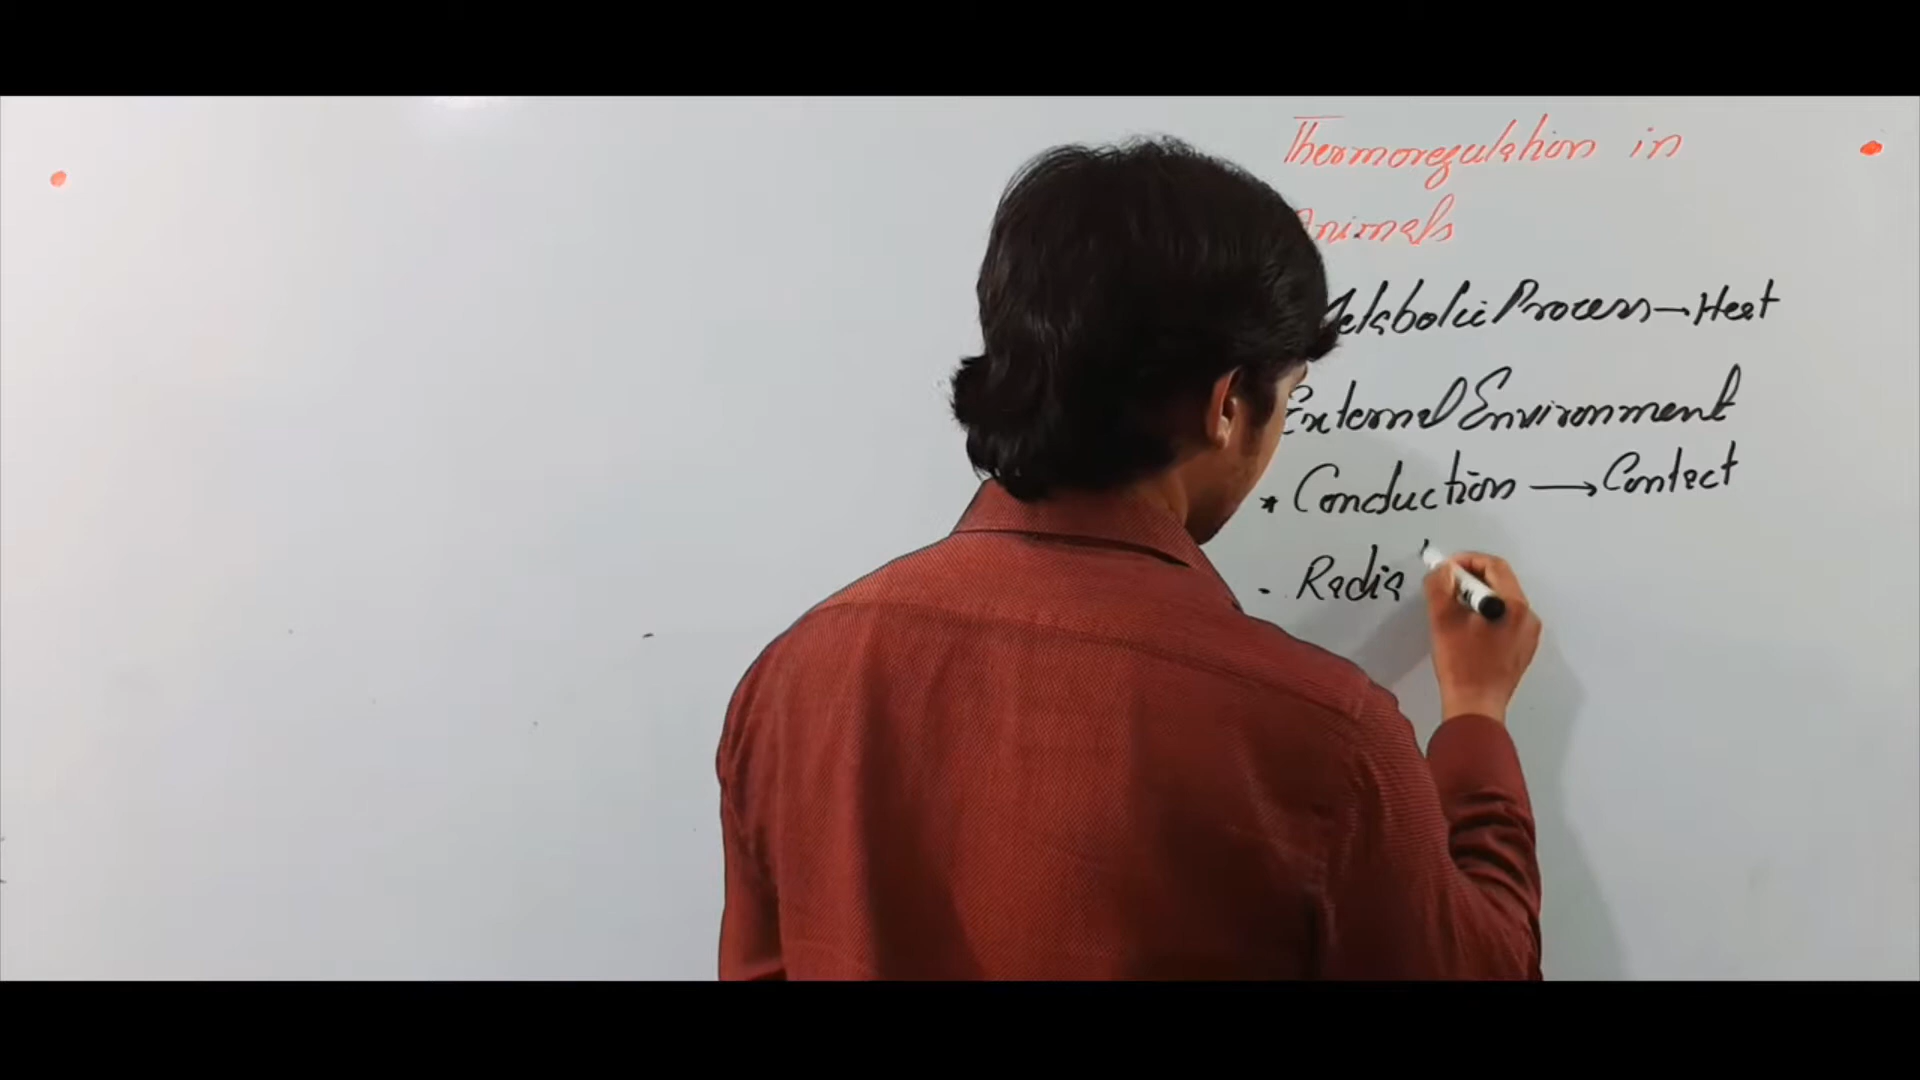 Thermoregulation in
Animals
Metabolic Process → Heat
External Environment
* Conduction → Contact
. Radia